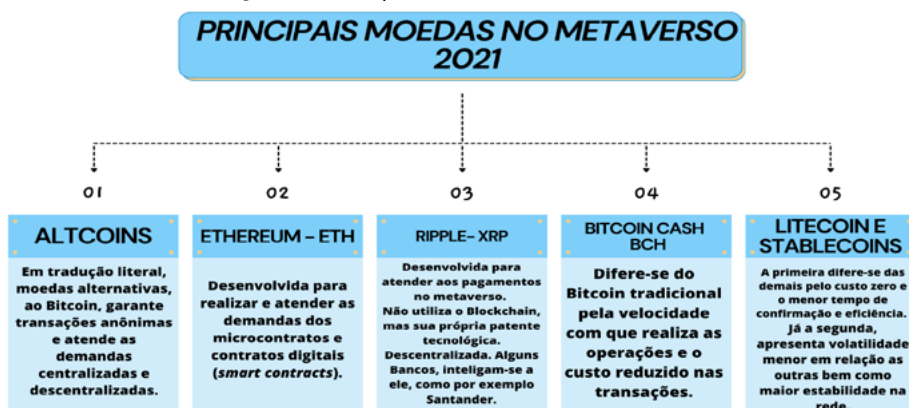 PRINCIPAIS MOEDAS NO METAVERSO
2021
01
02
03
04
05
ALTCOINS
Em tradução literal,
moedas alternativas,
ao Bitcoin, garante
transações anônimas
e atende as
demandas
centralizadas e
descentralizadas.
ETHEREUM – ETH
Desenvolvida para
realizar e atender as
demandas dos
microcontratos e
contratos digitais
(smart contracts).
RIPPLE– XRP
Desenvolvida para
atender aos pagamentos
no metaverso.
Não utiliza o Blockchain,
mas sua própria patente
tecnológica.
Descentralizada. Alguns
Bancos, inteligam-se a
ele, como por exemplo
Santander.
BITCOIN CASH
BCH
Difere-se do
Bitcoin tradicional
pela velocidade
com que realiza as
operações e o
custo reduzido nas
transações.
LITECOIN E
STABLECOINS
A primeira difere-se das
demais pelo custo zero e
o menor tempo de
confirmação e eficiência.
Já a segunda,
apresenta volatilidade
menor em relação as
outras bem como
maior estabilidade na
rede.